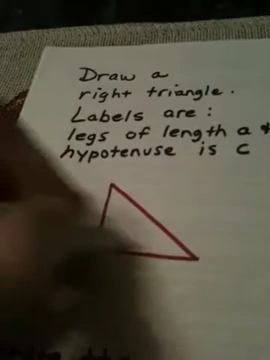 Draw a
right triangle.
Labels are:
legs of length a +
hypotenuse is c